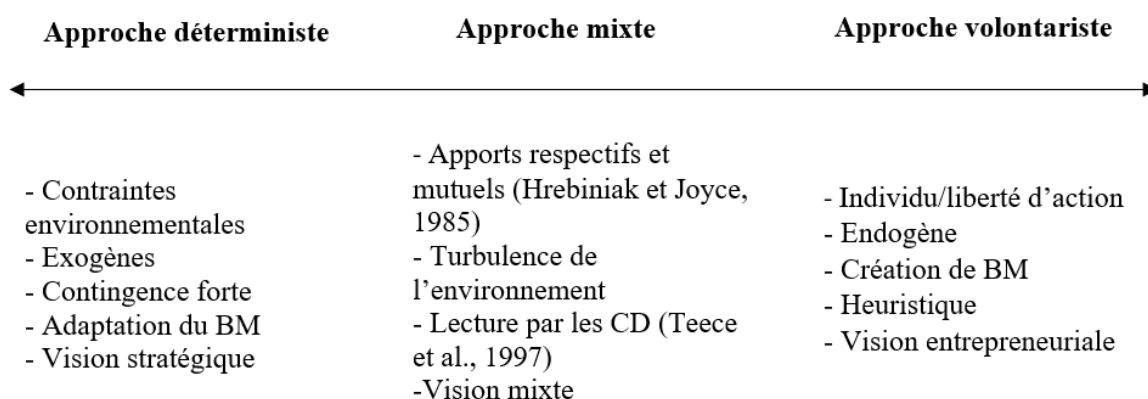 Approche déterministe
Approche mixte
Approche volontariste
- Contraintes
environnementales
- Exogènes
- Contingence forte
- Adaptation du BM
- Vision stratégique
- Apports respectifs et
mutuels (Hrebiniak et Joyce,
1985)
- Turbulence de
l’environnement
- Lecture par les CD (Teece
et al., 1997)
-Vision mixte
- Individu/liberté d’action
- Endogène
- Création de BM
- Heuristique
- Vision entrepreneuriale